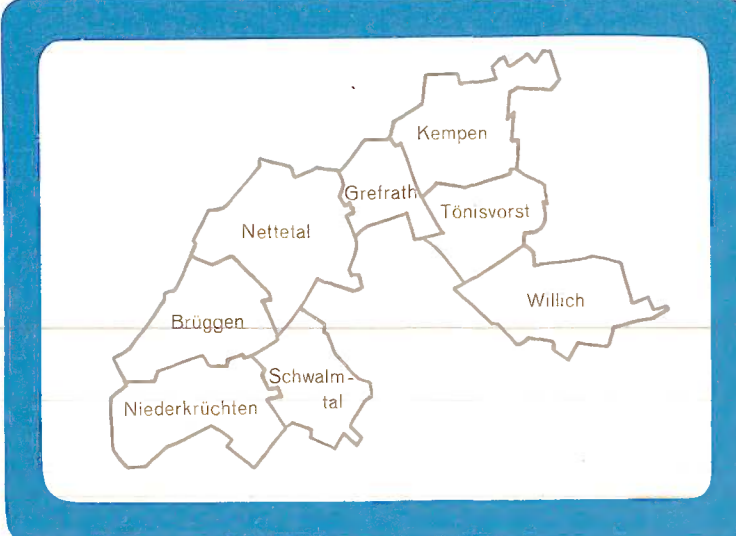 Kempen
Grefrath
Tönisvorst
Nettetal
Willich
Brüggen
Schwalm-
tal
Niederkrüchten